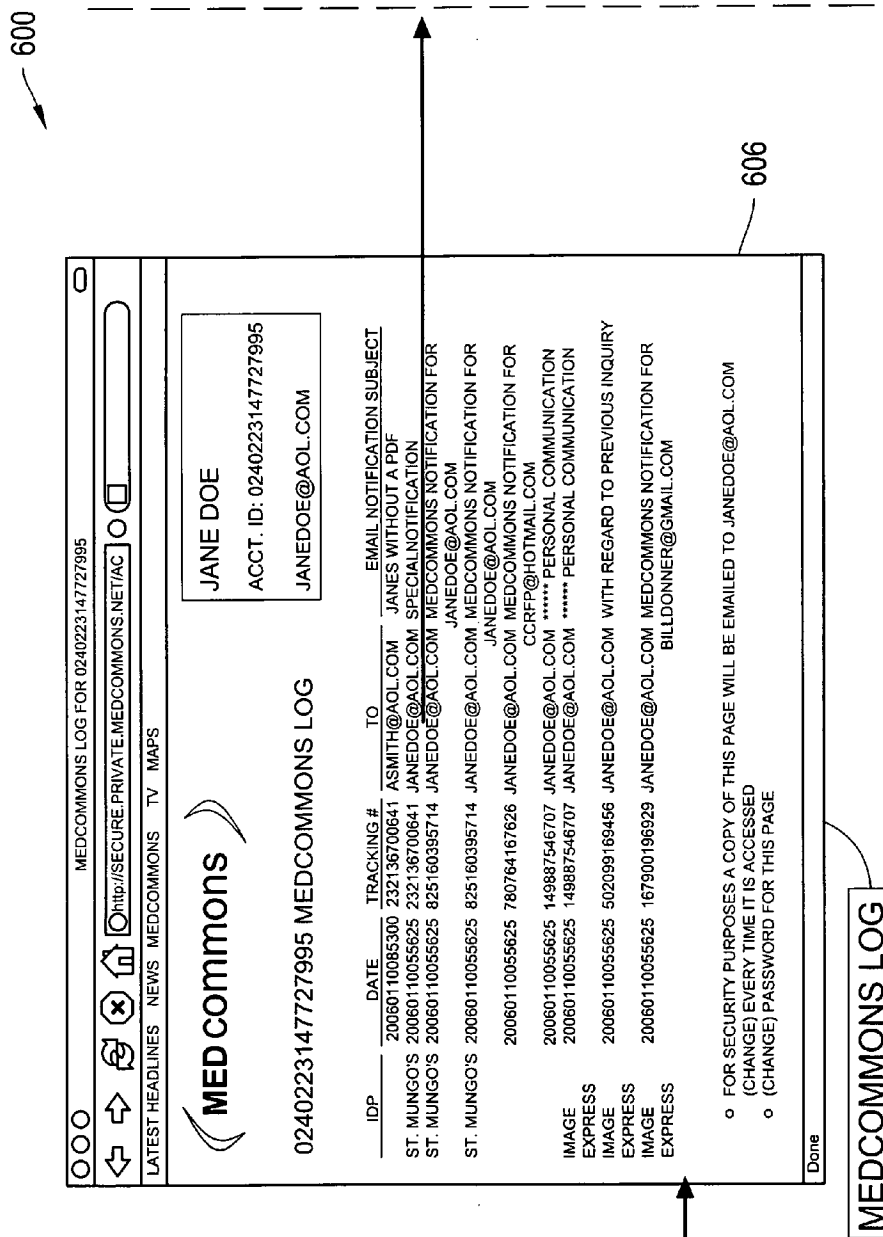 600
MEDCOMMONS LOG FOR 0240223147727995
http://SECURE.PRIVATE.MEDCOMMONS.NET/AC
LATEST HEADLINES NEWS MEDCOMMONS TV MAPS
MEDcommons
JANE DOE
ACCT. ID: 0240223147727995
JANEDOE@AOL.COM
0240223147727995 MEDCOMMONS LOG
IDP DATE TRACKING # TO EMAIL NOTIFICATION SUBJECT
20060110085300 232136700641 ASMITH@AOL.COM JANES WITHOUT A PDF
ST. MUNGO'S 20060110055625 232136700641 JANEDOE@AOL.COM SPECIALNOTIFICATION
ST. MUNGO'S 20060110055625 825160395714 JANEDOE@AOL.COM MEDCOMMONS NOTIFICATION FOR
JANEDOE@AOL.COM
ST. MUNGO'S 20060110055625 825160395714 JANEDOE@AOL.COM MEDCOMMONS NOTIFICATION FOR
JANEDOE@AOL.COM
20060110055625 780764167626 JANEDOE@AOL.COM MEDCOMMONS NOTIFICATION FOR
CCRFP@HOTMAIL.COM
20060110055625 149887546707 JANEDOE@AOL.COM ****** PERSONAL COMMUNICATION
IMAGE 20060110055625 149887546707 JANEDOE@AOL.COM ****** PERSONAL COMMUNICATION
EXPRESS
IMAGE 20060110055625 502099169456 JANEDOE@AOL.COM WITH REGARD TO PREVIOUS INQUIRY
EXPRESS
IMAGE 20060110055625 167900196929 JANEDOE@AOL.COM MEDCOMMONS NOTIFICATION FOR
EXPRESS BILLDONNER@GMAIL.COM
FOR SECURITY PURPOSES A COPY OF THIS PAGE WILL BE EMAILED TO JANEDOE@AOL.COM
(CHANGE) EVERY TIME IT IS ACCESSED
(CHANGE) PASSWORD FOR THIS PAGE
Done
606
MEDCOMMONS LOG